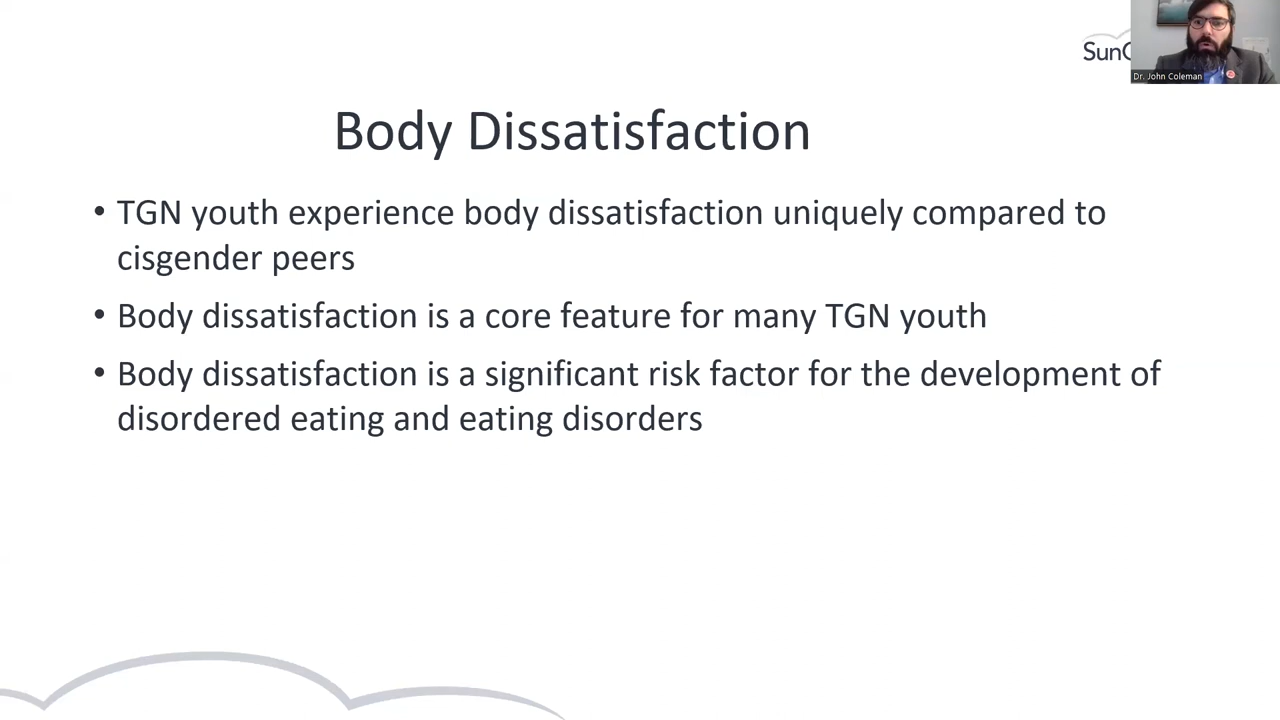 Dr. John Coleman
Body Dissatisfaction
• TGN youth experience body dissatisfaction uniquely compared to
cisgender peers
• Body dissatisfaction is a core feature for many TGN youth
• Body dissatisfaction is a significant risk factor for the development of
disordered eating and eating disorders